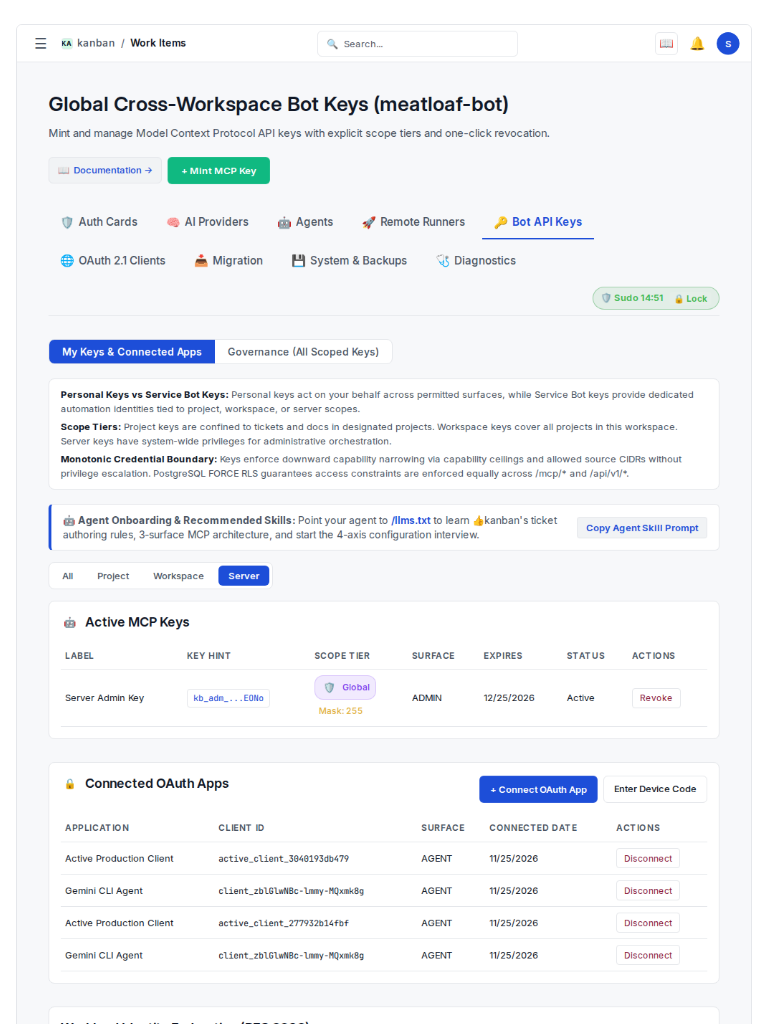 KA kanban / Work Items
Search...
S
Global Cross-Workspace Bot Keys (meatloaf-bot)
Mint and manage Model Context Protocol API keys with explicit scope tiers and one-click revocation.
Documentation →
+ Mint MCP Key
Auth Cards
AI Providers
Agents
Remote Runners
Bot API Keys
OAuth 2.1 Clients
Migration
System & Backups
Diagnostics
Sudo 14:51
Lock
My Keys & Connected Apps
Governance (All Scoped Keys)
Personal Keys vs Service Bot Keys: Personal keys act on your behalf across permitted surfaces, while Service Bot keys provide dedicated
automation identities tied to project, workspace, or server scopes.
Scope Tiers: Project keys are confined to tickets and docs in designated projects. Workspace keys cover all projects in this workspace.
Server keys have system-wide privileges for administrative orchestration.
Monotonic Credential Boundary: Keys enforce downward capability narrowing via capability ceilings and allowed source CIDRs without
privilege escalation. PostgreSQL FORCE RLS guarantees access constraints are enforced equally across /mcp/* and /api/v1/*.
Agent Onboarding & Recommended Skills: Point your agent to /llms.txt to learn 👍kanban's ticket
authoring rules, 3-surface MCP architecture, and start the 4-axis configuration interview.
Copy Agent Skill Prompt
All
Project
Workspace
Server
Active MCP Keys
LABEL KEY HINT SCOPE TIER SURFACE EXPIRES STATUS ACTIONS
Server Admin Key kb_adm_...EONo Global ADMIN 12/25/2026 Active Revoke
Mask: 255
Connected OAuth Apps
+ Connect OAuth App
Enter Device Code
APPLICATION CLIENT ID SURFACE CONNECTED DATE ACTIONS
Active Production Client active_client_3040193db479 AGENT 11/25/2026 Disconnect
Gemini CLI Agent client_zblGlwNBc-lmmy-MQxmk8g AGENT 11/25/2026 Disconnect
Active Production Client active_client_277932b14fbf AGENT 11/25/2026 Disconnect
Gemini CLI Agent client_zblGlwNBc-lmmy-MQxmk8g AGENT 11/25/2026 Disconnect